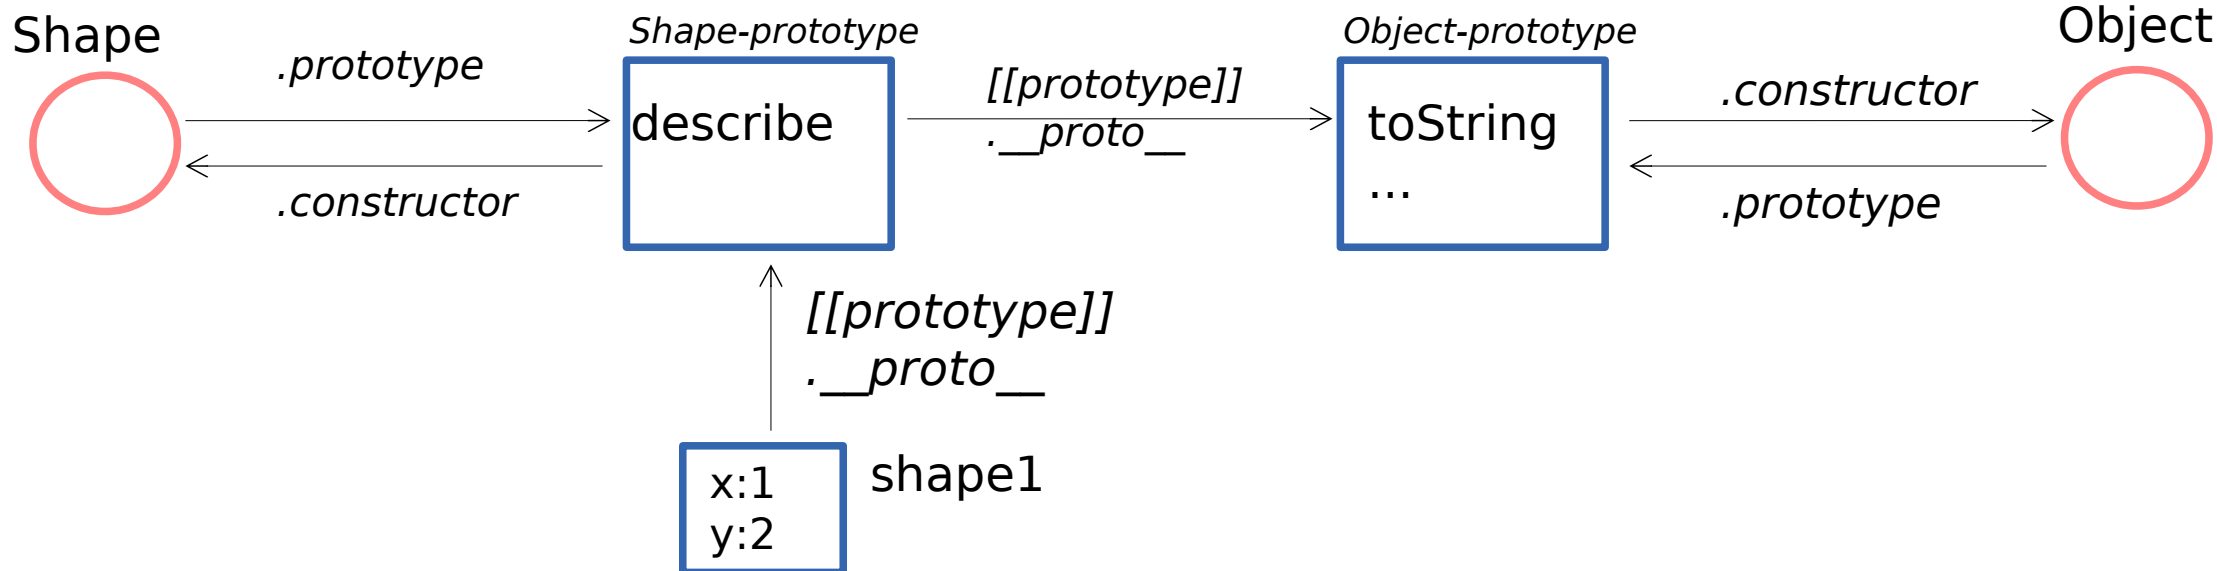 Shape
.prototype
.constructor
Shape-prototype
describe
[[prototype]]
.__proto__
Object-prototype
toString
...
.constructor
.prototype
Object
[[prototype]]
.__proto__
x:1
y:2
shape1